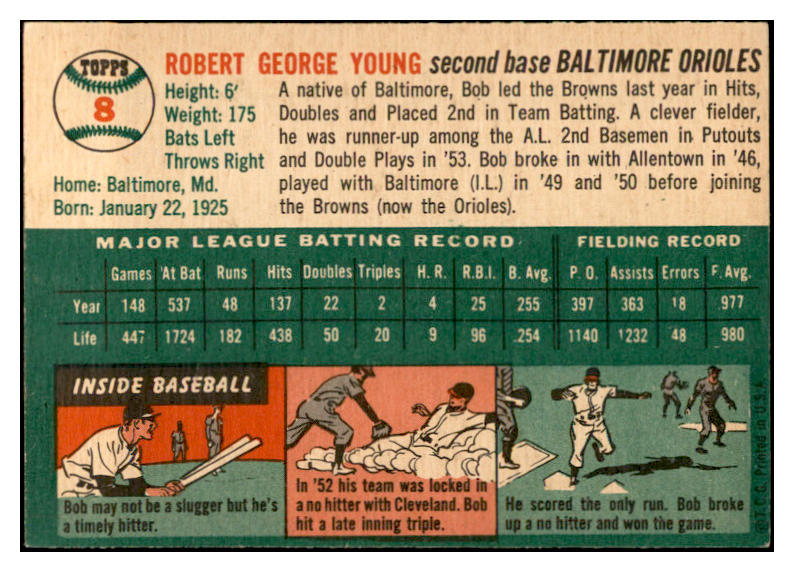 TOPPS
8
ROBERT GEORGE YOUNG second base BALTIMORE ORIOLES
Height: 6'
Weight: 175
Bats Left
Throws Right
Home: Baltimore, Md.
Born: January 22, 1925
A native of Baltimore, Bob led the Browns last year in Hits,
Doubles and Placed 2nd in Team Batting. A clever fielder,
he was runner-up among the A.L. 2nd Basemen in Putouts
and Double Plays in '53. Bob broke in with Allentown in '46,
played with Baltimore (I.L.) in '49 and '50 before joining
the Browns (now the Orioles).
MAJOR LEAGUE BATTING RECORD FIELDING RECORD
Games At Bat Runs Hits Doubles Triples H. R. R.B.I. B. Avg. P. O. Assists Errors F. Avg.
Year 148 537 48 137 22 2 4 25 .255 397 363 18 .977
Life 447 1724 182 438 50 20 9 96 .254 1140 1232 48 .980
INSIDE BASEBALL
Bob may not be a slugger but he's
a timely hitter.
In '52 his team was locked in
a no hitter with Cleveland. Bob
hit a late inning triple.
He scored the only run. Bob broke
up a no hitter and won the game.
©T.C.G. Printed in U.S.A.